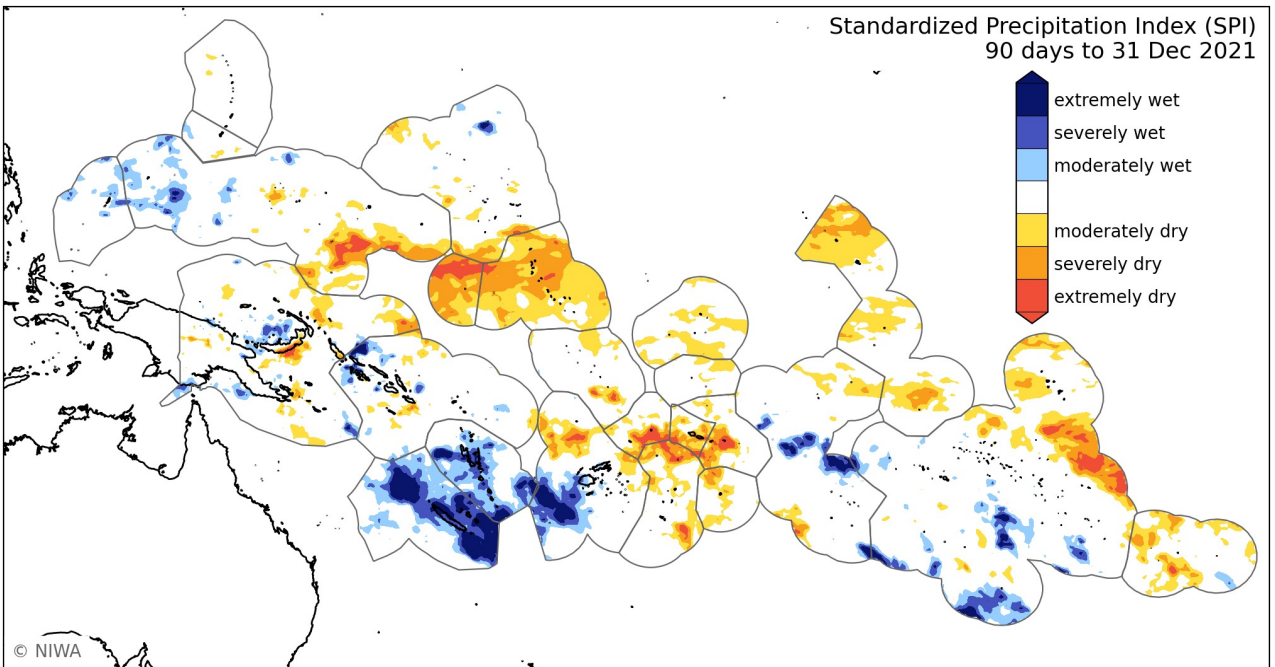 Standardized Precipitation Index (SPI)
90 days to 31 Dec 2021
extremely wet
severely wet
moderately wet
moderately dry
severely dry
extremely dry
© NIWA